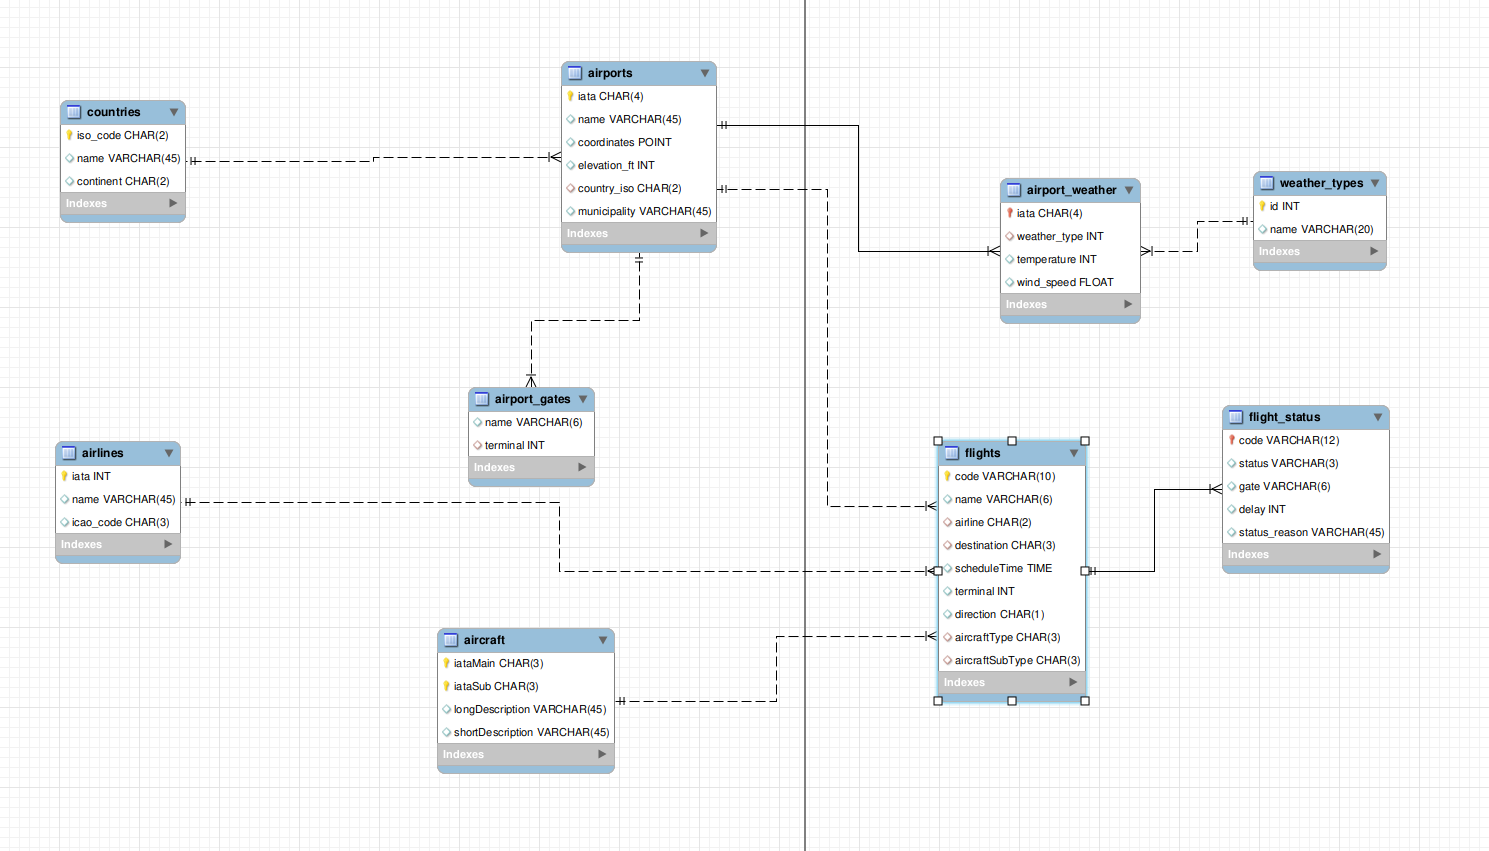 countries
iso_code CHAR(2)
name VARCHAR(45)
continent CHAR(2)
Indexes
airports
iata CHAR(4)
name VARCHAR(45)
coordinates POINT
elevation_ft INT
country_iso CHAR(2)
municipality VARCHAR(45)
Indexes
airport_weather
iata CHAR(4)
weather_type INT
temperature INT
wind_speed FLOAT
Indexes
weather_types
id INT
name VARCHAR(20)
Indexes
airport_gates
name VARCHAR(6)
terminal INT
Indexes
airlines
iata INT
name VARCHAR(45)
icao_code CHAR(3)
Indexes
flights
code VARCHAR(10)
name VARCHAR(6)
airline CHAR(2)
destination CHAR(3)
scheduleTime TIME
terminal INT
direction CHAR(1)
aircraftType CHAR(3)
aircraftSubType CHAR(3)
Indexes
flight_status
code VARCHAR(12)
status VARCHAR(3)
gate VARCHAR(6)
delay INT
status_reason VARCHAR(45)
Indexes
aircraft
iataMain CHAR(3)
iataSub CHAR(3)
longDescription VARCHAR(45)
shortDescription VARCHAR(45)
Indexes